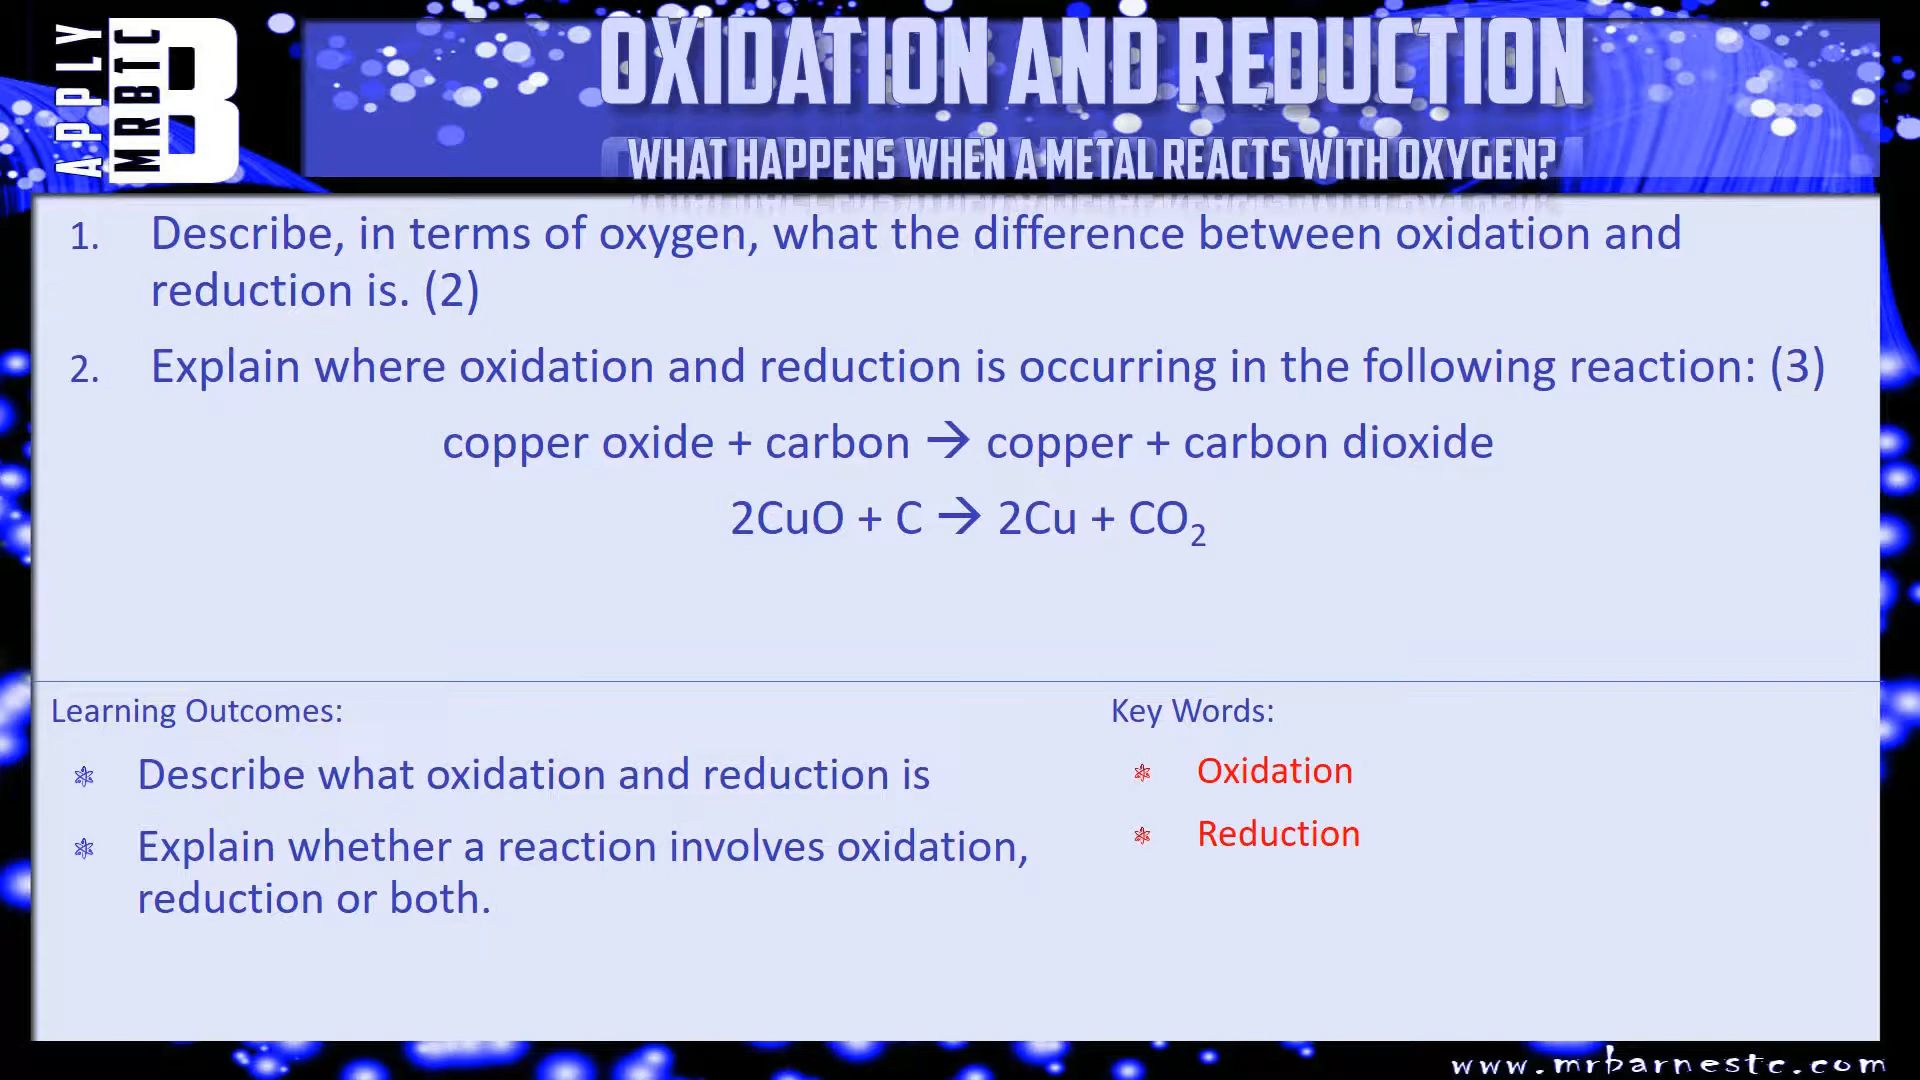 APPLY
MRBTC
B
OXIDATION AND REDUCTION
WHAT HAPPENS WHEN A METAL REACTS WITH OXYGEN?
1. Describe, in terms of oxygen, what the difference between oxidation and
reduction is. (2)
2. Explain where oxidation and reduction is occurring in the following reaction: (3)
copper oxide + carbon → copper + carbon dioxide
2CuO + C → 2Cu + CO₂
Learning Outcomes:
Describe what oxidation and reduction is
Explain whether a reaction involves oxidation,
reduction or both.
Key Words:
Oxidation
Reduction
www.mrbarnestc.com